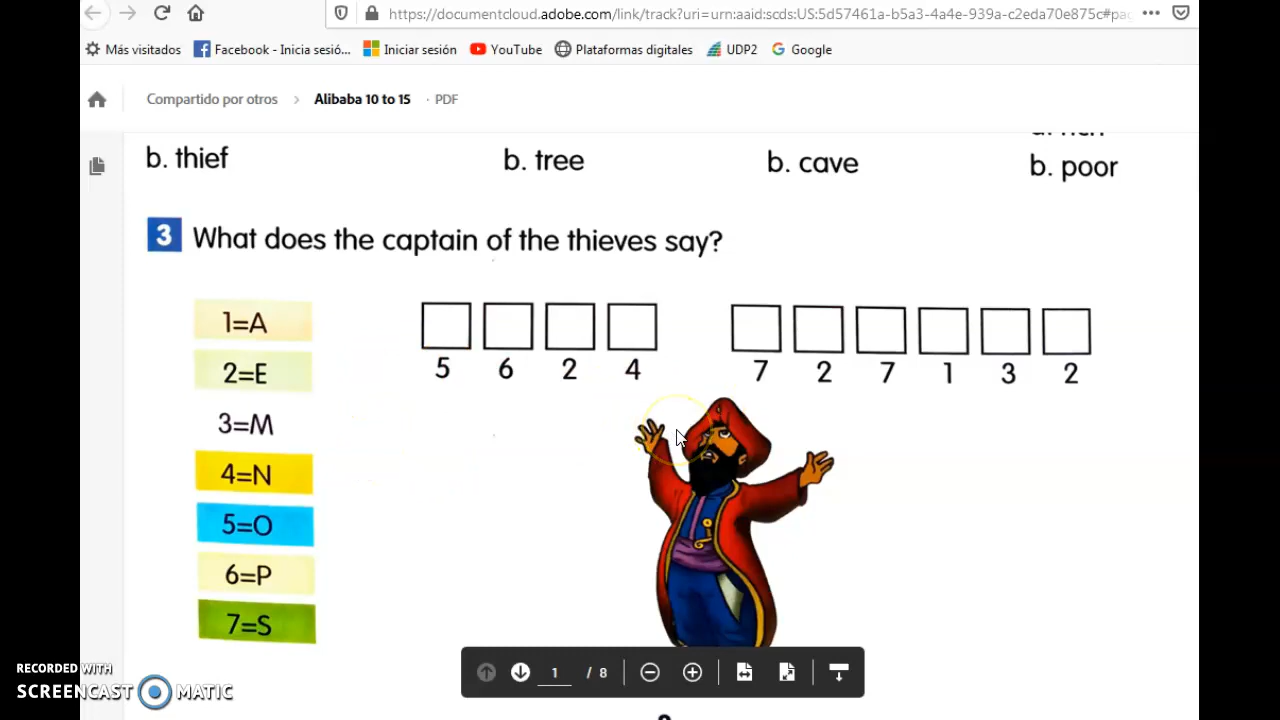 https://documentcloud.adobe.com/link/track?uri=urn:aaid:scds:US:5d57461a-b5a3-4a4e-939a-c2eda70e875c#pa
Más visitados Facebook - Inicia sesió... Iniciar sesión YouTube Plataformas digitales UDP2 Google
Compartido por otros > Alibaba 10 to 15 · PDF
b. thief b. tree b. cave b. poor
3 What does the captain of the thieves say?
1=A
2=E
3=M
4=N
5=O
6=P
7=S
5 6 2 4 7 2 7 1 3 2
1 / 8
RECORDED WITH
SCREENCAST MATIC